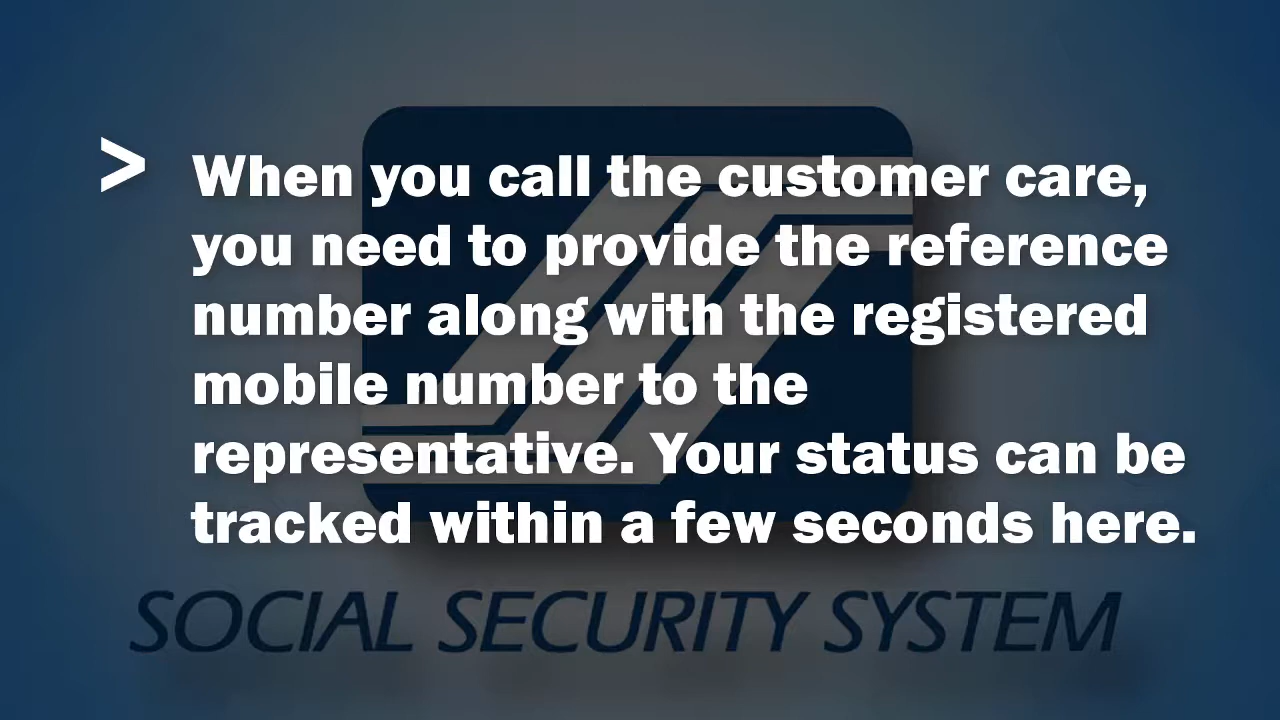 > When you call the customer care,
you need to provide the reference
number along with the registered
mobile number to the
representative. Your status can be
tracked within a few seconds here.
SOCIAL SECURITY SYSTEM